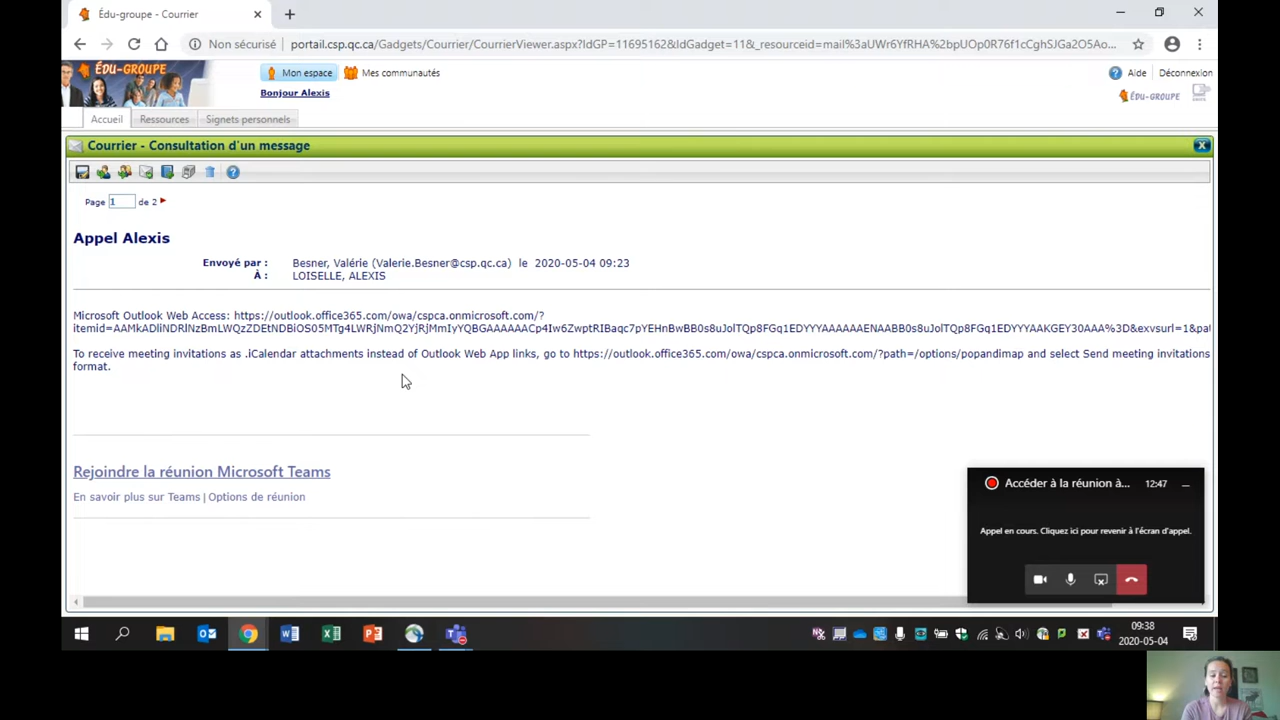 Édu-groupe - Courrier
Non sécurisé portail.csp.qc.ca/Gadgets/Courrier/CourrierViewer.aspx?IdGP=11695162&IdGadget=11&_resourceid=mail%3aUWr6YfRHA%2bpUOp0R76f1cCghSJGa2O5Ao...
ÉDU-GROUPE Mon espace Mes communautés Aide Déconnexion
Bonjour Alexis
ÉDU-GROUPE
Accueil Ressources Signets personnels
Courrier - Consultation d'un message
Page 1 de 2
Appel Alexis
Envoyé par : Besner, Valérie (Valerie.Besner@csp.qc.ca) le 2020-05-04 09:23
À : LOISELLE, ALEXIS
Microsoft Outlook Web Access: https://outlook.office365.com/owa/cspca.onmicrosoft.com/?
To receive meeting invitations as .iCalendar attachments instead of Outlook Web App links, go to https://outlook.office365.com/owa/cspca.onmicrosoft.com/?path=/options/popandimap and select Send meeting invitations
format.
Rejoindre la réunion Microsoft Teams
En savoir plus sur Teams | Options de réunion
Accéder à la réunion à... 12:47
Appel en cours. Cliquez ici pour revenir à l'écran d'appel.
09:38
2020-05-04